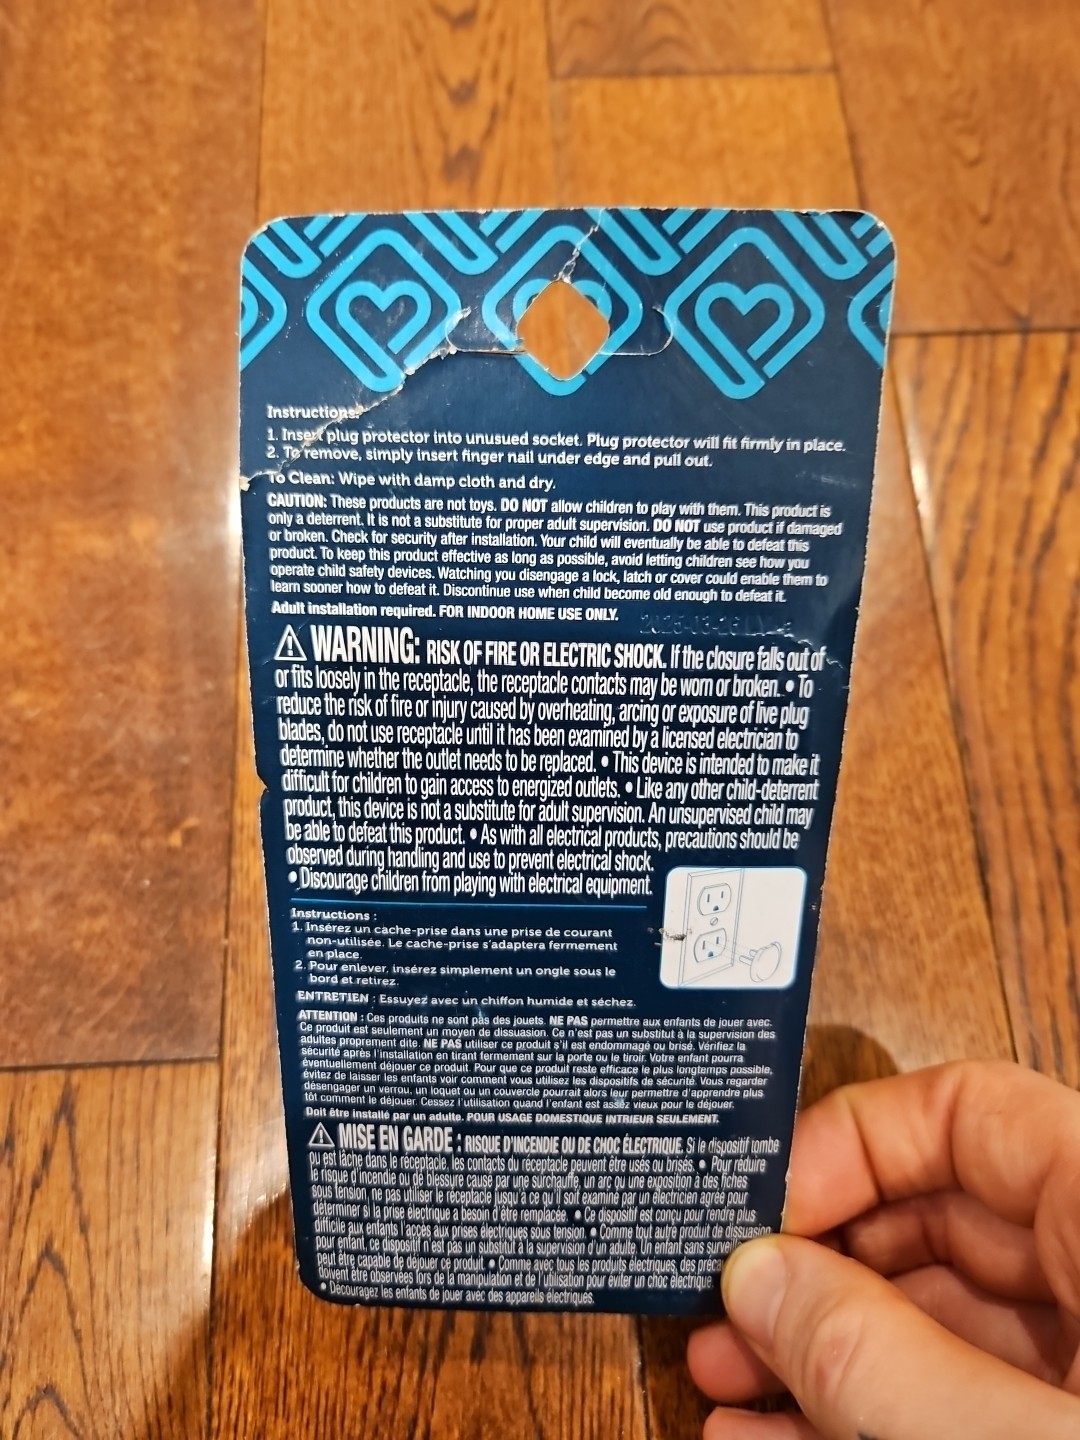 Instructions:
1. Insert plug protector into unusued socket. Plug protector will fit firmly in place.
2. To remove, simply insert finger nail under edge and pull out.
To Clean: Wipe with damp cloth and dry.
CAUTION: These products are not toys. DO NOT allow children to play with them. This product is
only a deterrent. It is not a substitute for proper adult supervision. DO NOT use product if damaged
or broken. Check for security after installation. Your child will eventually be able to defeat this
product. To keep this product effective as long as possible, avoid letting children see how you
operate child safety devices. Watching you disengage a lock, latch or cover could enable them to
learn sooner how to defeat it. Discontinue use when child become old enough to defeat it.
Adult installation required. FOR INDOOR HOME USE ONLY.
2025-03-26
WARNING: RISK OF FIRE OR ELECTRIC SHOCK. If the closure falls out of
or fits loosely in the receptacle, the receptacle contacts may be worn or broken. • To
reduce the risk of fire or injury caused by overheating, arcing or exposure of live plug
blades, do not use receptacle until it has been examined by a licensed electrician to
determine whether the outlet needs to be replaced. • This device is intended to make it
difficult for children to gain access to energized outlets. • Like any other child-deterrent
product, this device is not a substitute for adult supervision. An unsupervised child may
be able to defeat this product. • As with all electrical products, precautions should be
observed during handling and use to prevent electrical shock.
• Discourage children from playing with electrical equipment.
Instructions :
1. Insérez un cache-prise dans une prise de courant
non-utilisée. Le cache-prise s'adaptera fermement
en place.
2. Pour enlever, insérez simplement un ongle sous le
bord et retirez.
ENTRETIEN : Essuyez avec un chiffon humide et séchez.
ATTENTION : Ces produits ne sont pas des jouets. NE PAS permettre aux enfants de jouer avec.
Ce produit est seulement un moyen de dissuasion. Ce n'est pas un substitut à la supervision des
adultes proprement dite. NE PAS utiliser ce produit s'il est endommagé ou brisé. Vérifiez la
sécurité après l'installation en tirant fermement sur la porte ou le tiroir. Votre enfant pourra
éventuellement déjouer ce produit. Pour que ce produit reste efficace le plus longtemps possible,
évitez de laisser les enfants voir comment vous utilisez les dispositifs de sécurité. Vous regarder
désengager un verrou, un loquet ou un couvercle pourrait alors leur permettre d'apprendre plus
tôt comment le déjouer. Cessez l'utilisation quand l'enfant est assez vieux pour le déjouer.
Doit être installé par un adulte. POUR USAGE DOMESTIQUE INTRIEUR SEULEMENT.
MISE EN GARDE : RISQUE D'INCENDIE OU DE CHOC ÉLECTRIQUE. Si le dispositif tombe
ou est lâche dans le réceptacle, les contacts du réceptacle peuvent être usés ou brisés. • Pour réduire
le risque d'incendie ou de blessure causé par une surchauffe, un arc ou une exposition à des fiches
sous tension, ne pas utiliser le réceptacle jusqu'à ce qu'il soit examiné par un électricien agréé pour
déterminer si la prise électrique a besoin d'être remplacée. • Ce dispositif est conçu pour rendre plus
difficile aux enfants l'accès aux prises électriques sous tension. • Comme tout autre produit de dissuasion
pour enfant, ce dispositif n'est pas un substitut à la supervision d'un adulte. Un enfant sans
peut être capable de déjouer ce produit. • Comme avec tous les produits électriques, des
doivent être observées lors de la manipulation et de l'utilisation pour éviter un choc électrique.
• Découragez les enfants de jouer avec des appareils électriques.